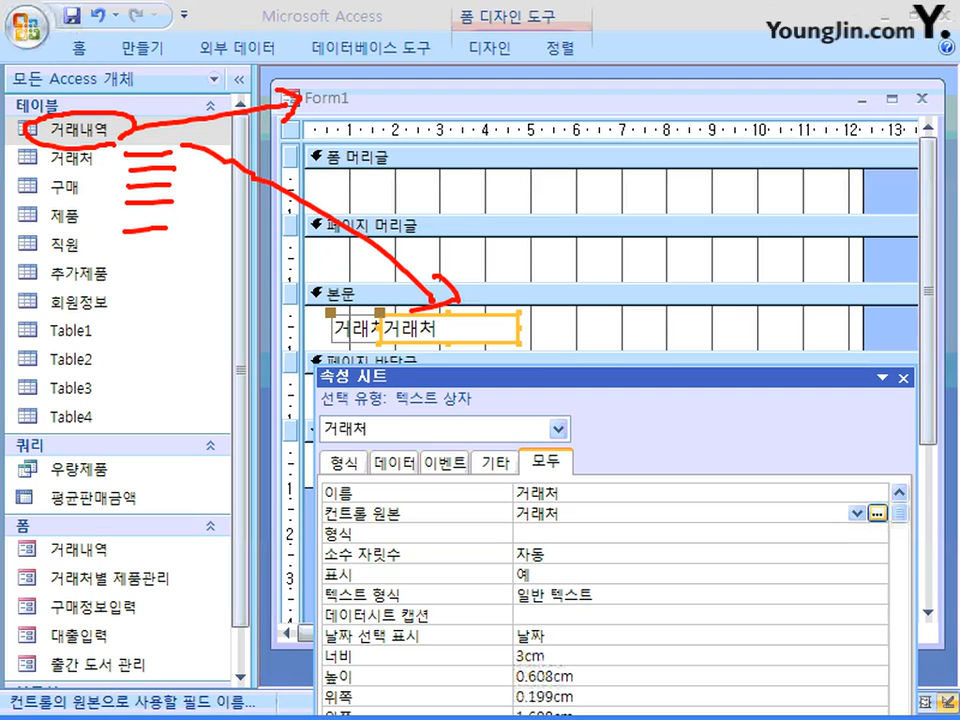 Microsoft Access
폼 디자인 도구
YoungJin.com Y.
홈 만들기 외부 데이터 데이터베이스 도구 디자인 정렬
모든 Access 개체
테이블
거래내역
거래처
구매
제품
직원
추가제품
회원정보
Table1
Table2
Table3
Table4
쿼리
우량제품
평균판매금액
폼
거래내역
거래처별 제품관리
구매정보입력
대출입력
출간 도서 관리
컨트롤의 원본으로 사용할 필드 이름...
Form1
1 2 3 4 5 6 7 8 9 10 11 12 13
폼 머리글
페이지 머리글
본문
거래처 거래처
페이지 바닥글
1
2
3
4
속성 시트
선택 유형: 텍스트 상자
거래처
형식 데이터 이벤트 기타 모두
이름 거래처
컨트롤 원본 거래처
형식
소수 자릿수 자동
표시 예
텍스트 형식 일반 텍스트
데이터시트 캡션
날짜 선택 표시 날짜
너비 3cm
높이 0.608cm
위쪽 0.199cm